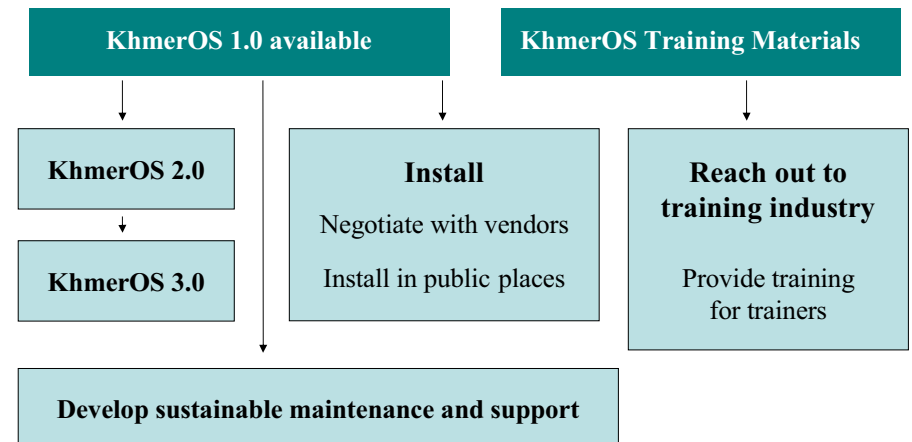 KhmerOS 1.0 available
KhmerOS Training Materials
KhmerOS 2.0
KhmerOS 3.0
Install
Negotiate with vendors
Install in public places
Reach out to
training industry
Provide training
for trainers
Develop sustainable maintenance and support